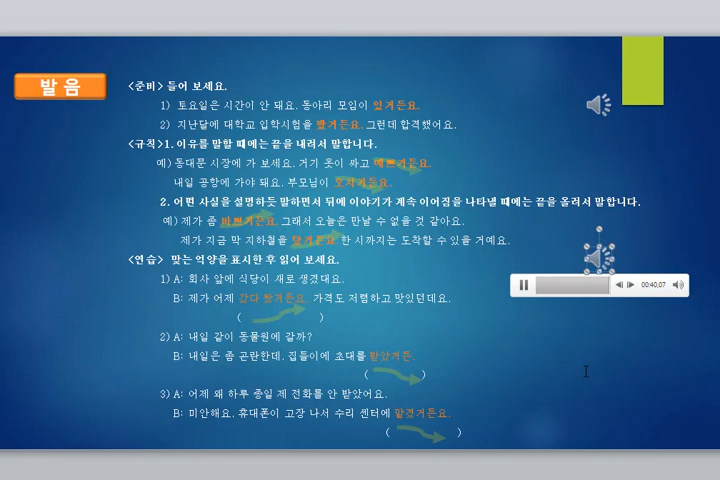 발 음
<준비> 들어 보세요.
1) 토요일은 시간이 안 돼요. 동아리 모임이 있거든요.
2) 지난달에 대학교 입학시험을 봤거든요. 그런데 합격했어요.
<규칙>1. 이유를 말할 때에는 끝을 내려서 말합니다.
예) 동대문 시장에 가 보세요. 거기 옷이 싸고 예쁘거든요.
내일 공항에 가야 돼요. 부모님이 오시거든요.
2. 어떤 사실을 설명하듯 말하면서 뒤에 이야기가 계속 이어짐을 나타낼 때에는 끝을 올려서 말합니다.
예) 제가 좀 바쁘거든요. 그래서 오늘은 만날 수 없을 것 같아요.
제가 지금 막 지하철을 탔거든요. 한 시까지는 도착할 수 있을 거예요.
<연습> 맞는 억양을 표시한 후 읽어 보세요.
1) A: 회사 앞에 식당이 새로 생겼대요.
B: 제가 어제 갔다 왔거든요. 가격도 저렴하고 맛있던데요.
( )
2) A: 내일 같이 동물원에 갈까?
B: 내일은 좀 곤란한데. 집들이에 초대를 받았거든.
( )
3) A: 어제 왜 하루 종일 제 전화를 안 받았어요.
B: 미안해요. 휴대폰이 고장 나서 수리 센터에 맡겼거든요.
( )
00:40.07